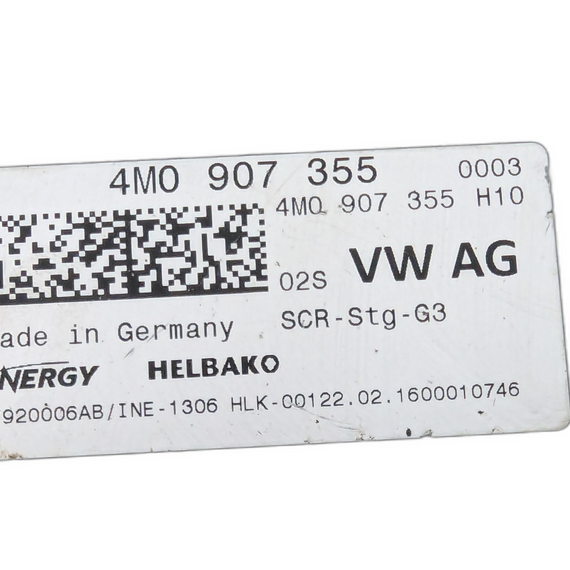 4M0 907 355 0003
4M0 907 355 H10
02S VW AG
ade in Germany SCR-Stg-G3
NERGY HELBAKO
920006AB/INE-1306 HLK-00122.02.1600010746